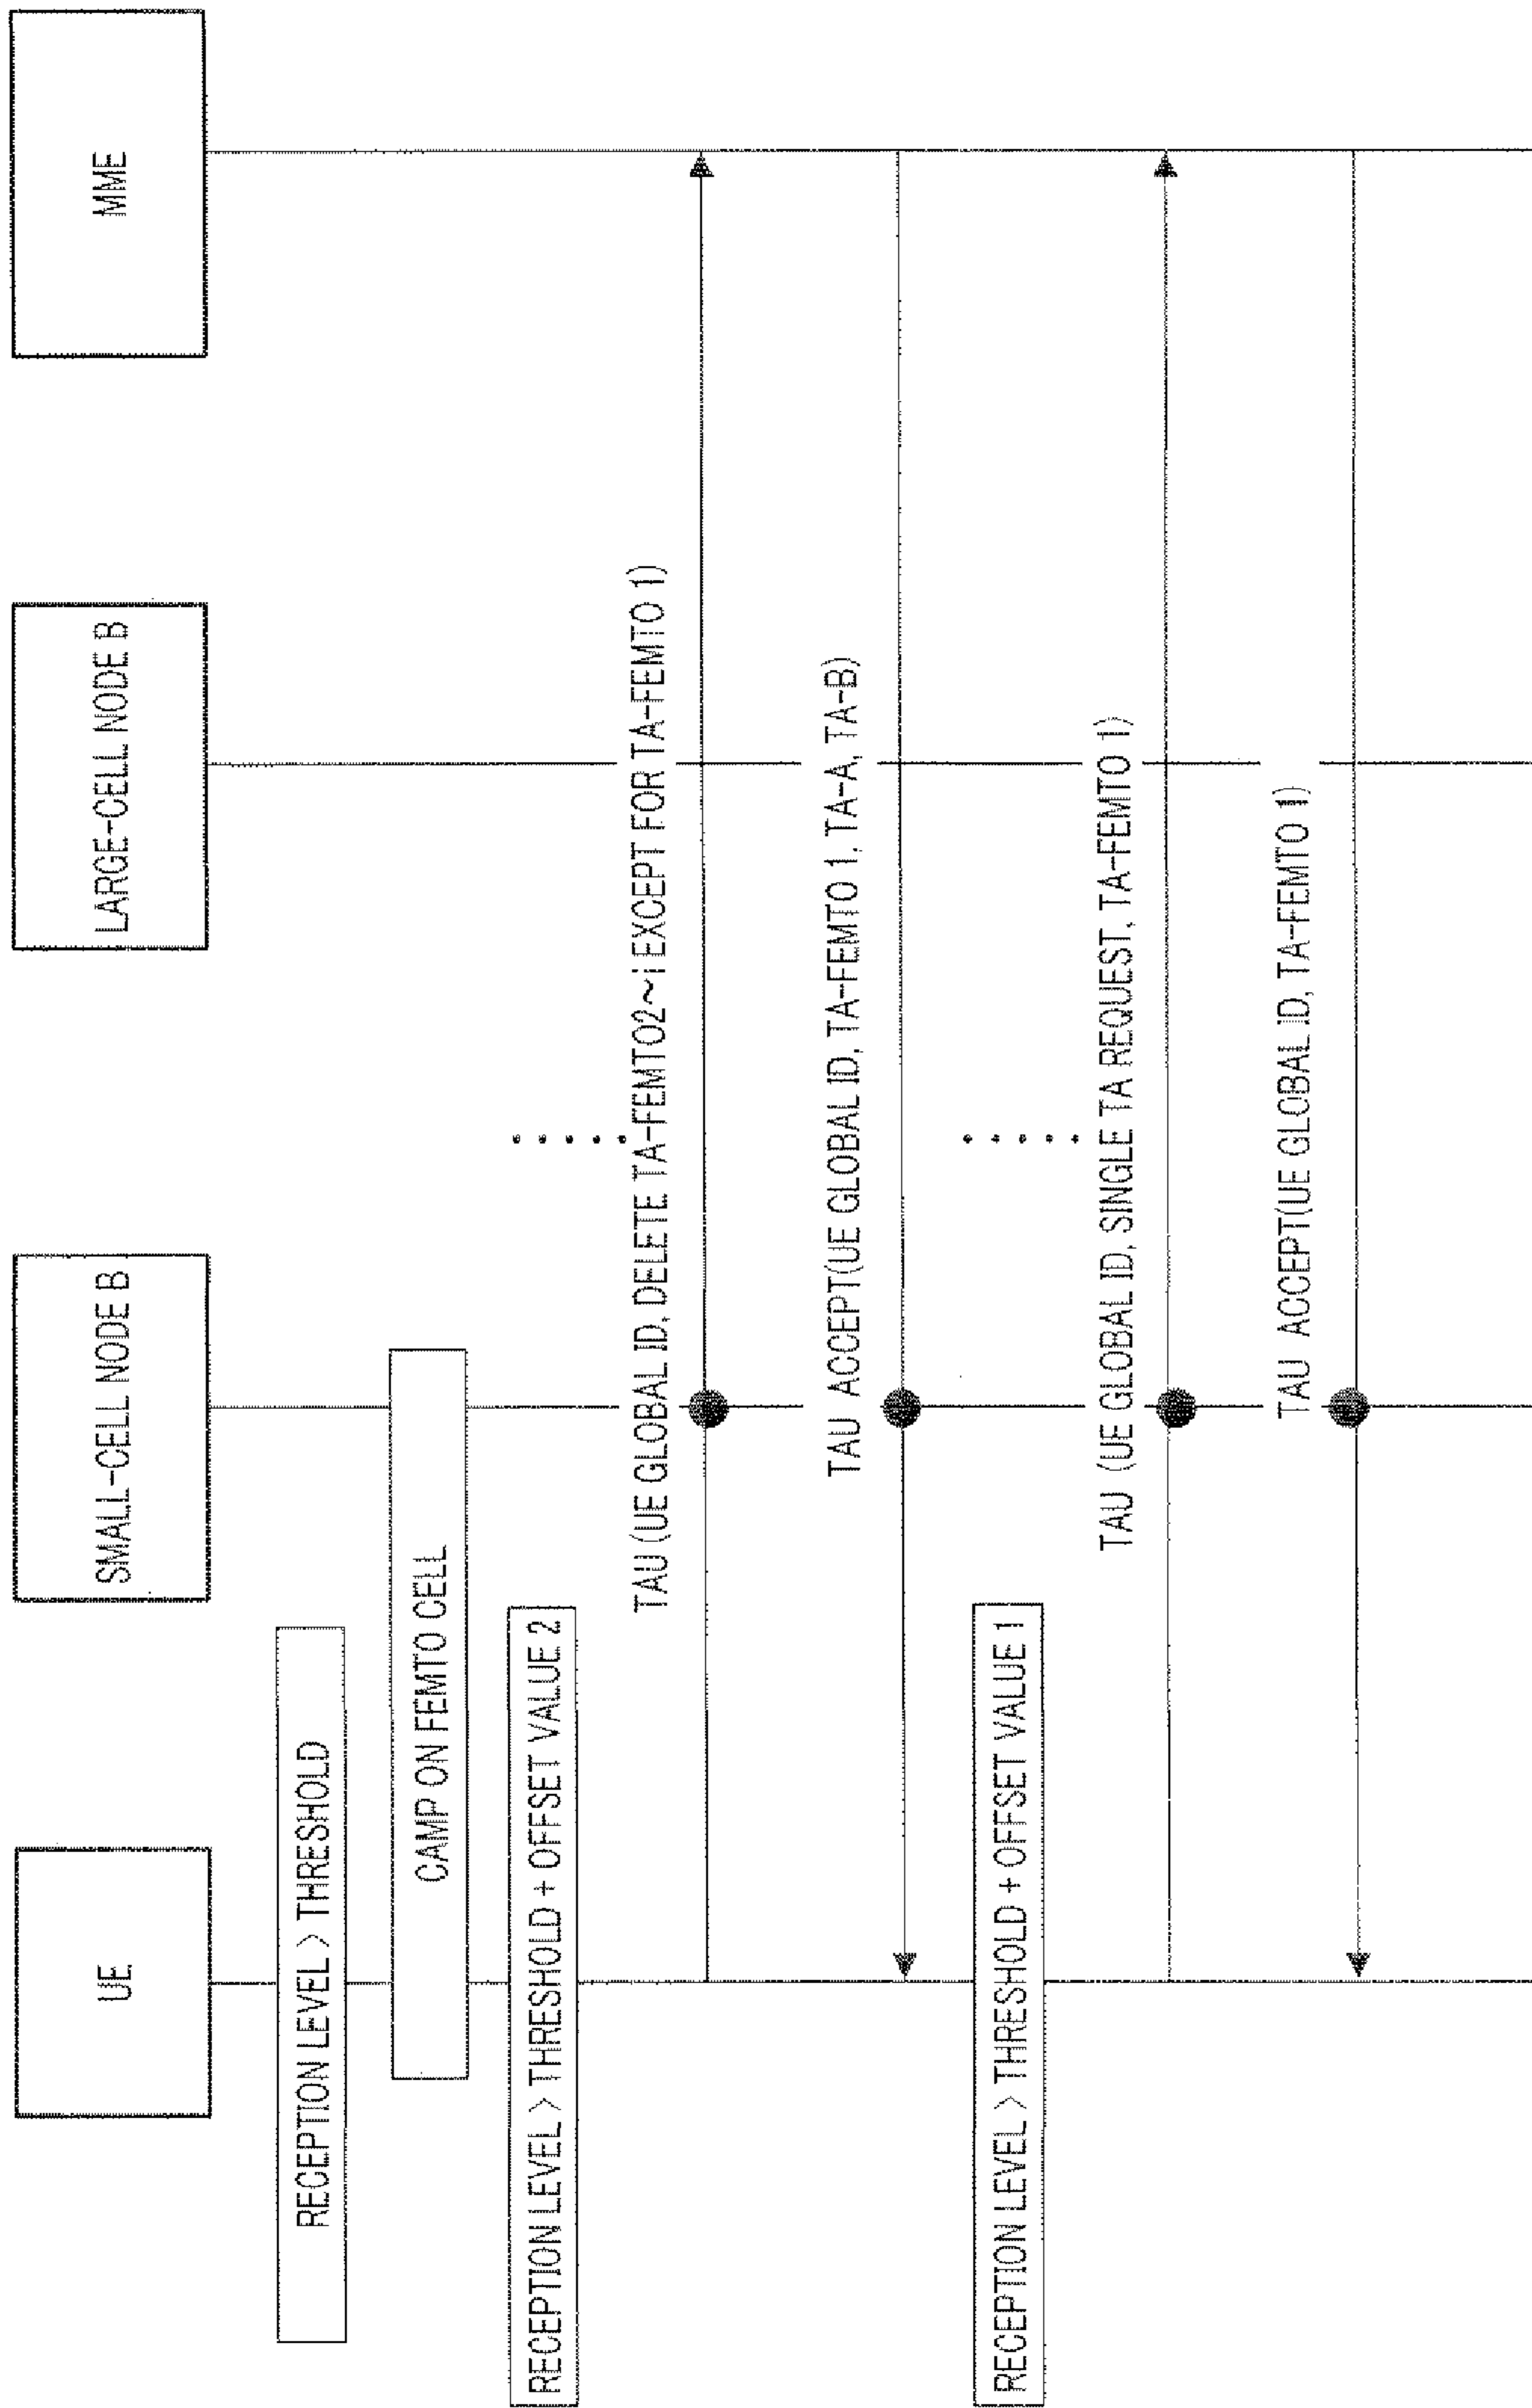 UE
SMALL-CELL NODE B
LARGE-CELL NODE B
MME
RECEPTION LEVEL > THRESHOLD
CAMP ON FEMTO CELL
RECEPTION LEVEL > THRESHOLD + OFFSET VALUE 2
TAU (UE GLOBAL ID, DELETE TA-FEMTO2~i EXCEPT FOR TA-FEMTO 1)
TAU ACCEPT(UE GLOBAL ID, TA-FEMTO 1, TA-A, TA-B)
RECEPTION LEVEL > THRESHOLD + OFFSET VALUE 1
TAU (UE GLOBAL ID, SINGLE TA REQUEST, TA-FEMTO 1)
TAU ACCEPT(UE GLOBAL ID, TA-FEMTO 1)